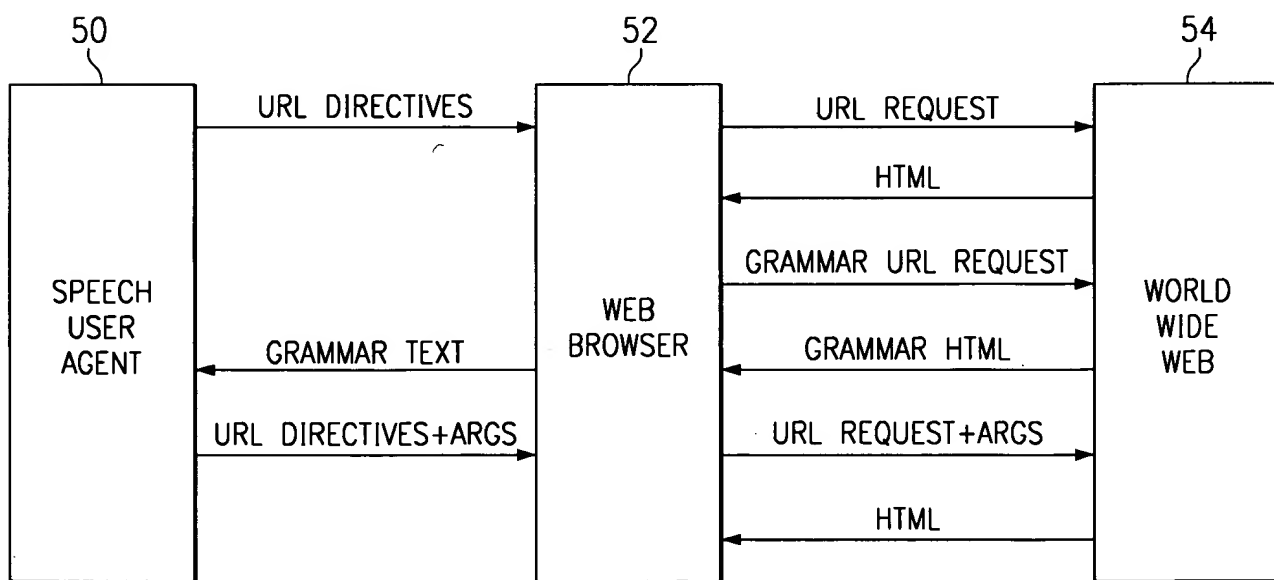 50
52
54
URL DIRECTIVES
URL REQUEST
HTML
GRAMMAR URL REQUEST
SPEECH
USER
AGENT
WEB
BROWSER
WORLD
WIDE
WEB
GRAMMAR TEXT
GRAMMAR HTML
URL DIRECTIVES+ARGS
URL REQUEST+ARGS
HTML